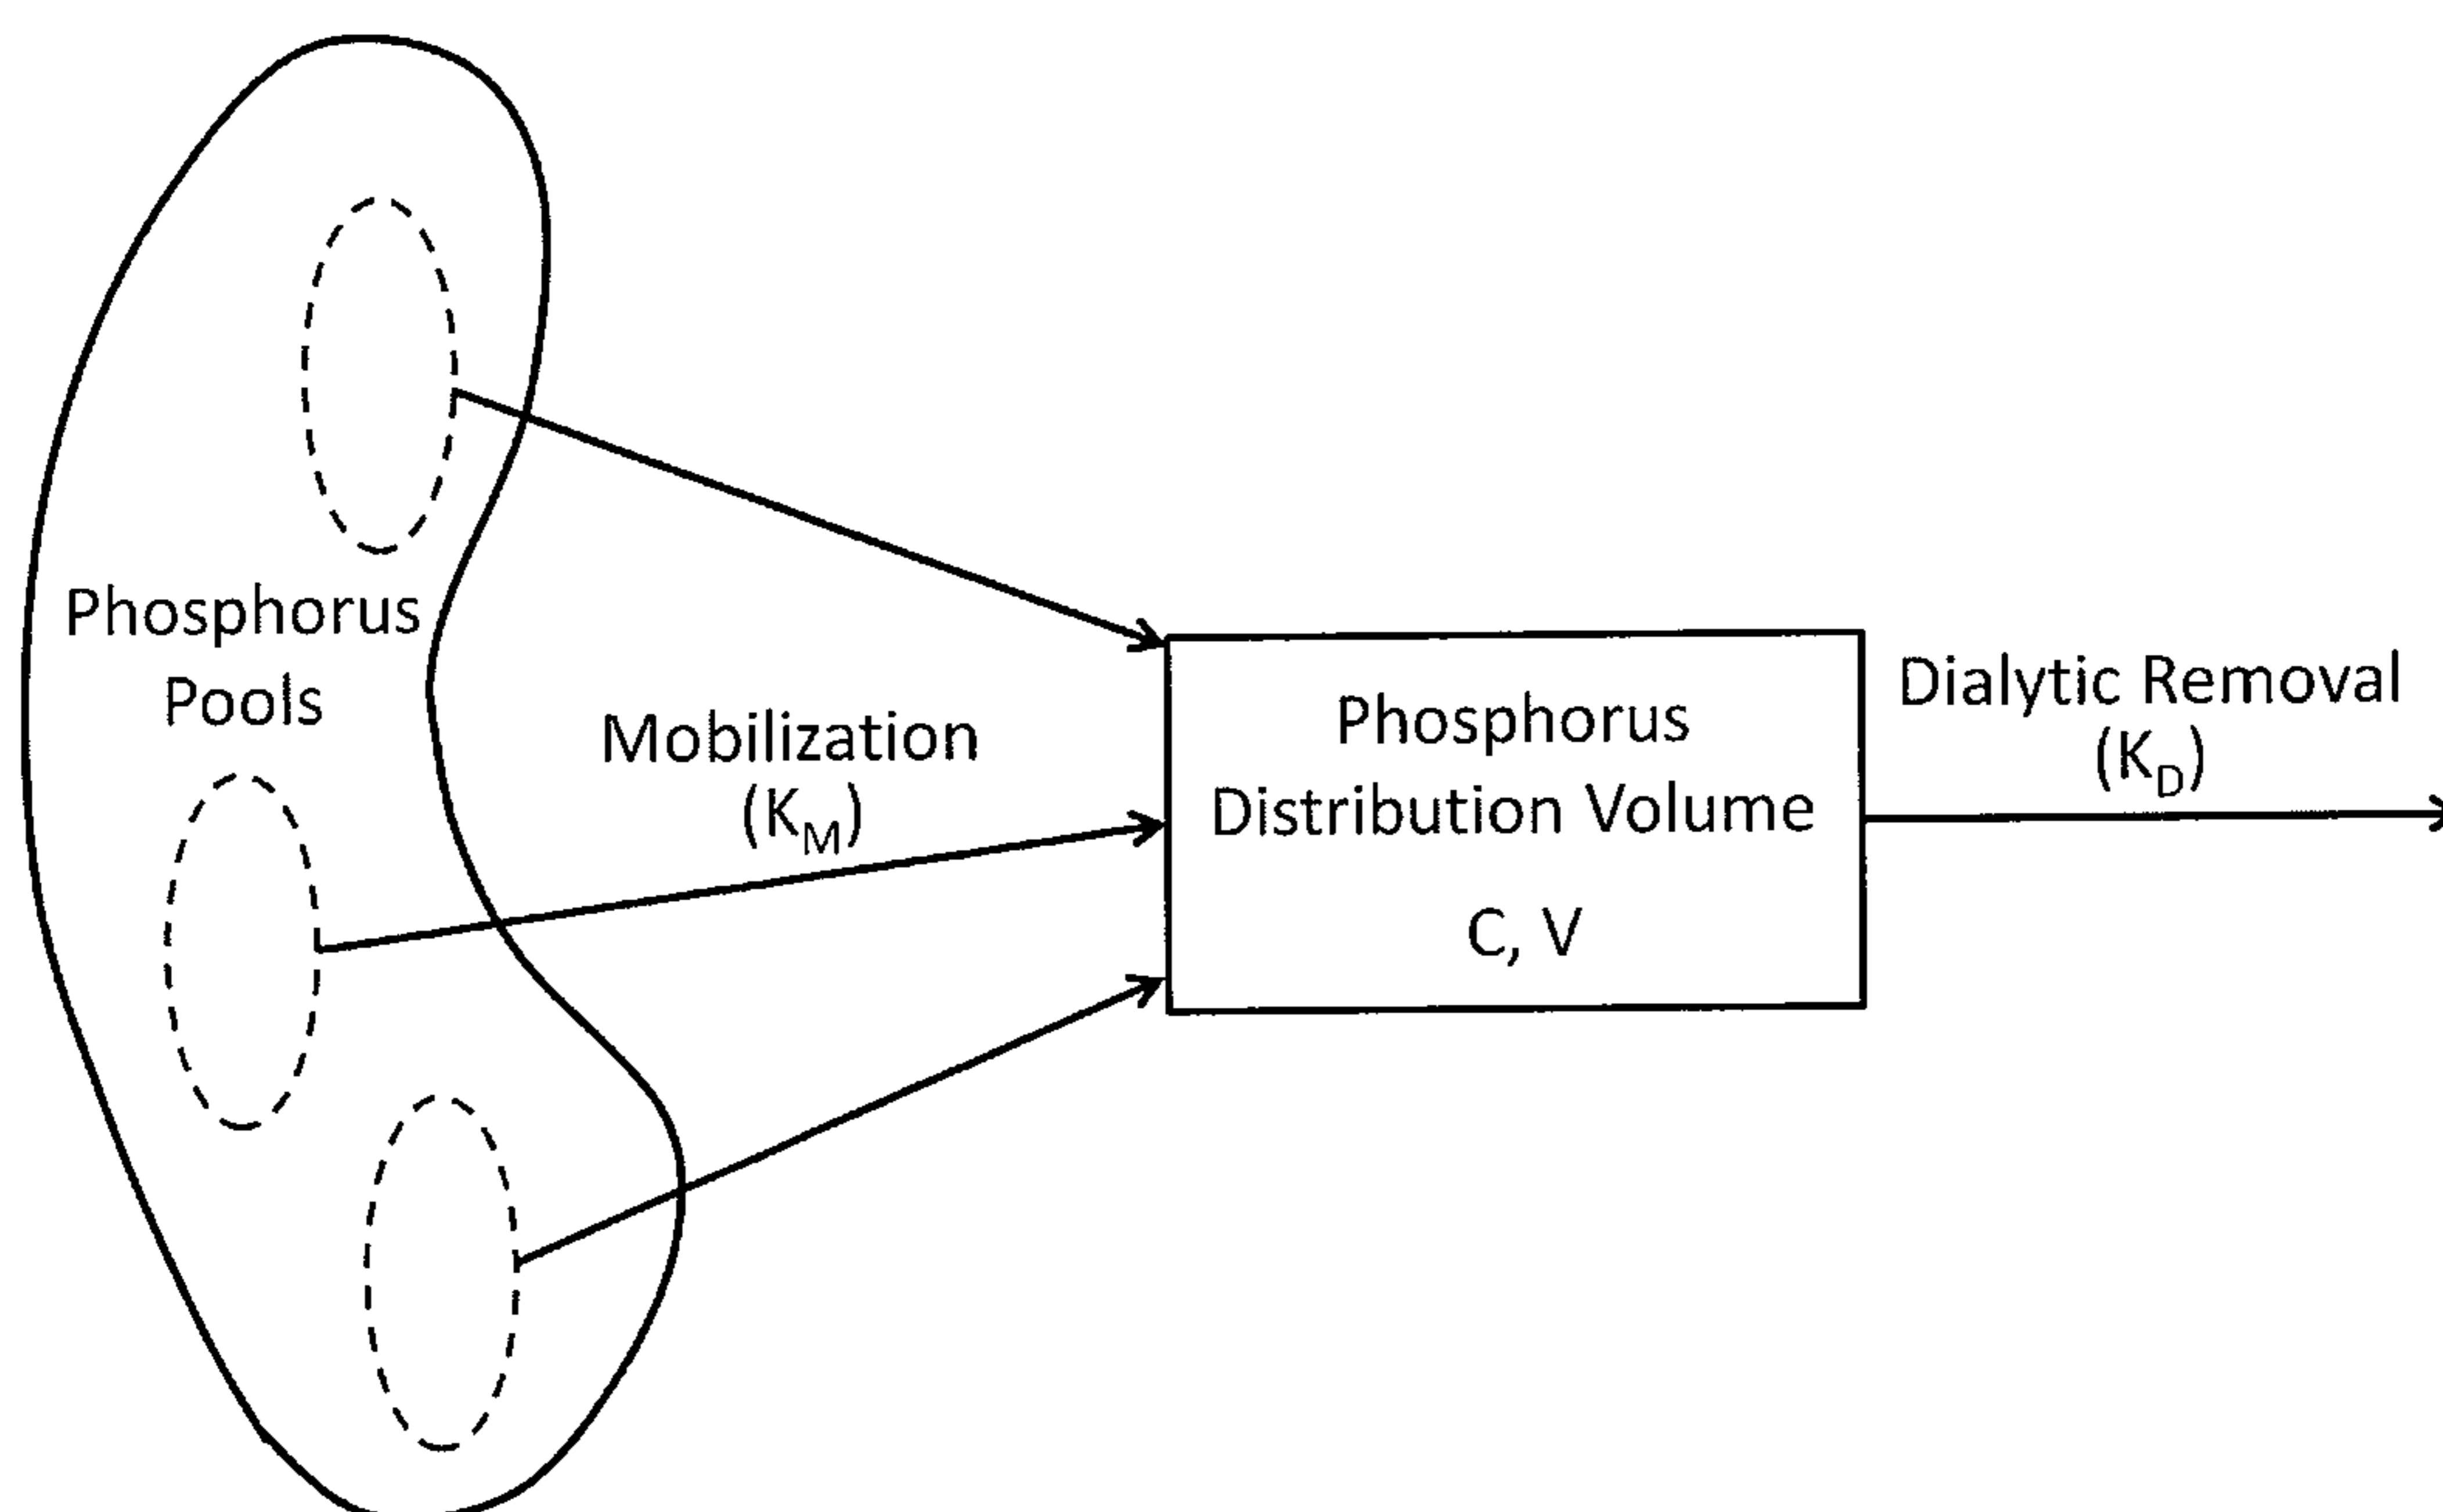 Phosphorus
Pools
Mobilization
(K_M)
Phosphorus
Distribution Volume
C, V
Dialytic Removal
(K_D)